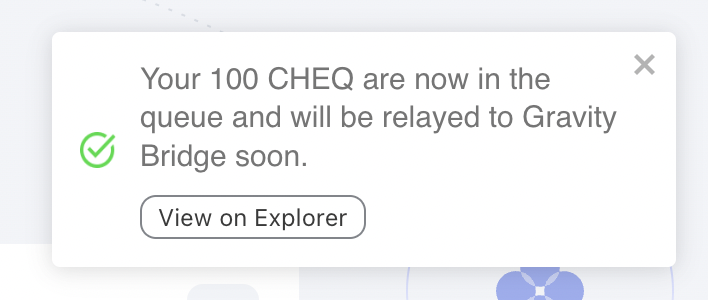 Your 100 CHEQ are now in the
queue and will be relayed to Gravity
Bridge soon.
View on Explorer